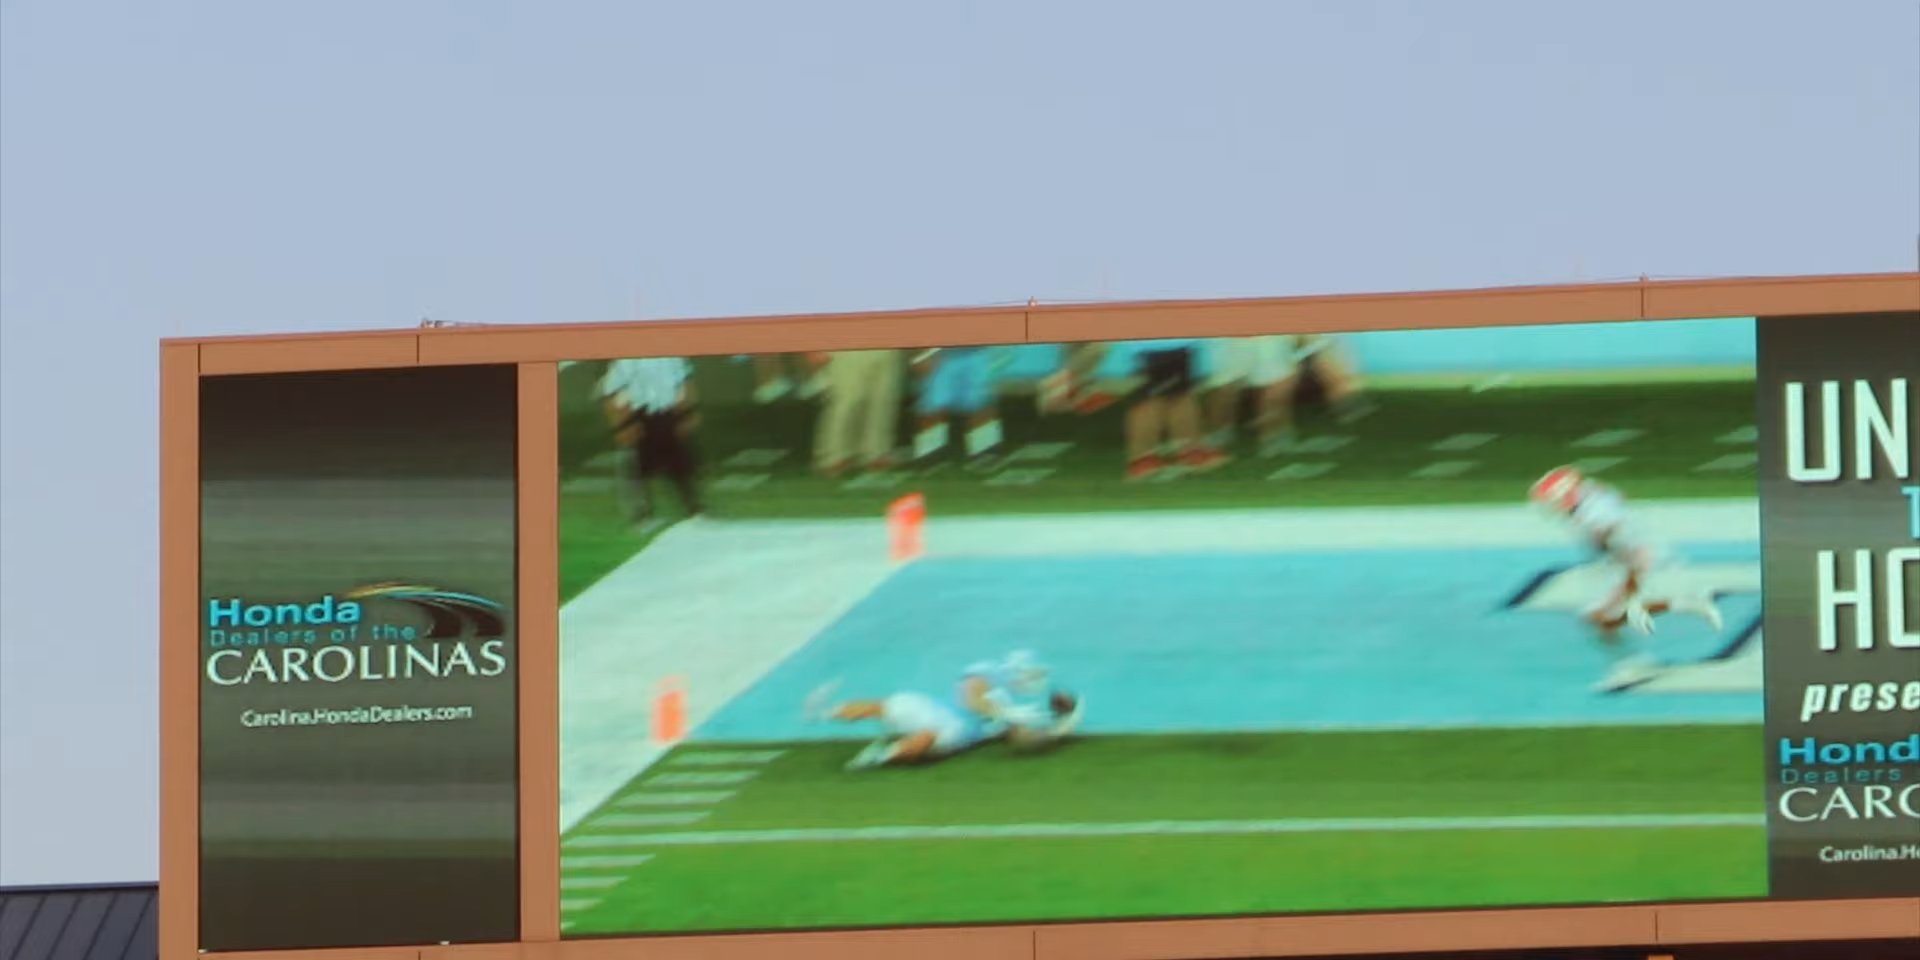 Honda
Dealers of the
CAROLINAS
Carolina.HondaDealers.com
UN
T
HO
prese
Hond
Dealers
CARO
Carolina.Ho